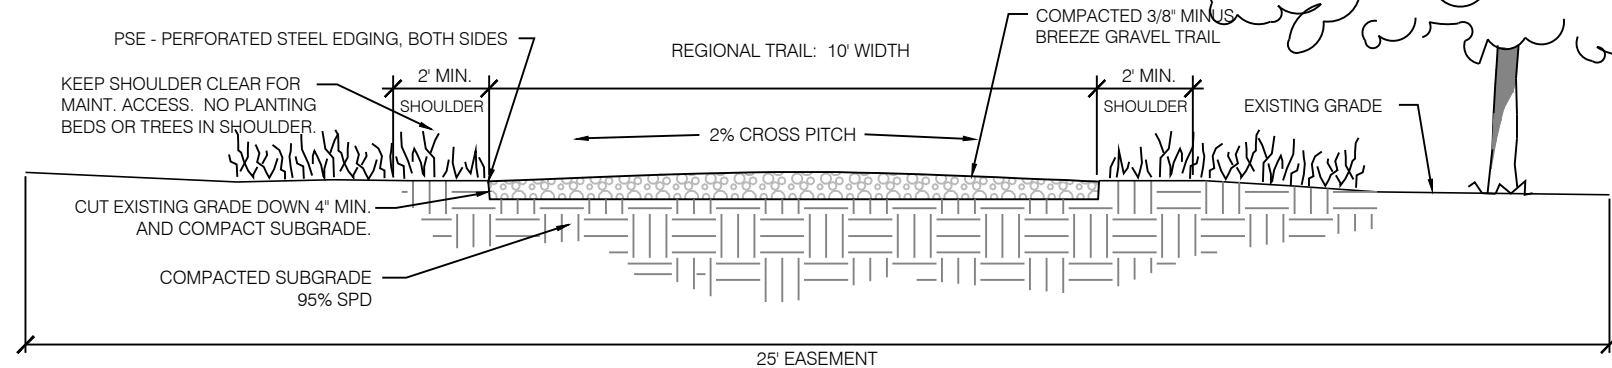 COMPACTED 3/8" MINUS
BREEZE GRAVEL TRAIL
PSE - PERFORATED STEEL EDGING, BOTH SIDES
REGIONAL TRAIL: 10' WIDTH
KEEP SHOULDER CLEAR FOR
MAINT. ACCESS. NO PLANTING
BEDS OR TREES IN SHOULDER.
2' MIN.
SHOULDER
2' MIN.
SHOULDER
EXISTING GRADE
2% CROSS PITCH
CUT EXISTING GRADE DOWN 4" MIN.
AND COMPACT SUBGRADE.
COMPACTED SUBGRADE
95% SPD
25' EASEMENT